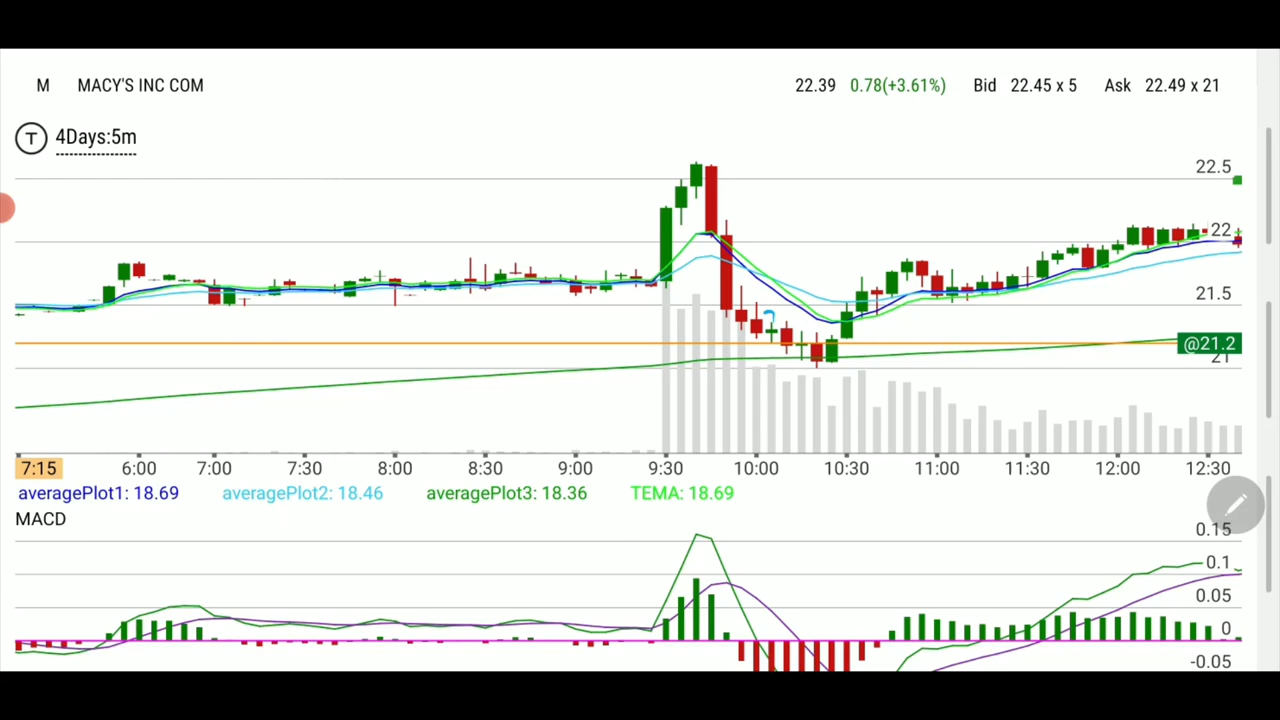 M MACY'S INC COM 22.39 0.78(+3.61%) Bid 22.45 x 5 Ask 22.49 x 21
T 4Days:5m
22.5
22
21.5
@21.2
21
7:15 6:00 7:00 7:30 8:00 8:30 9:00 9:30 10:00 10:30 11:00 11:30 12:00 12:30
averagePlot1: 18.69 averagePlot2: 18.46 averagePlot3: 18.36 TEMA: 18.69
MACD
0.15
0.1
0.05
0
-0.05